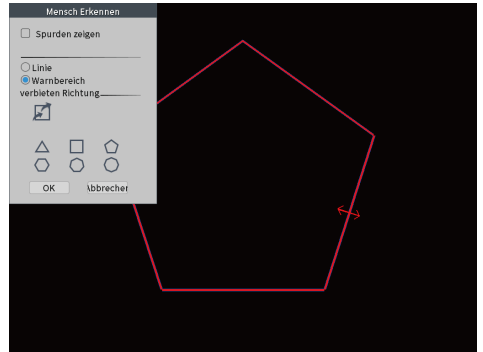 Mensch Erkennen
Spurden zeigen
Linie
Warnbereich
verbieten Richtung
OK
Abbrecher